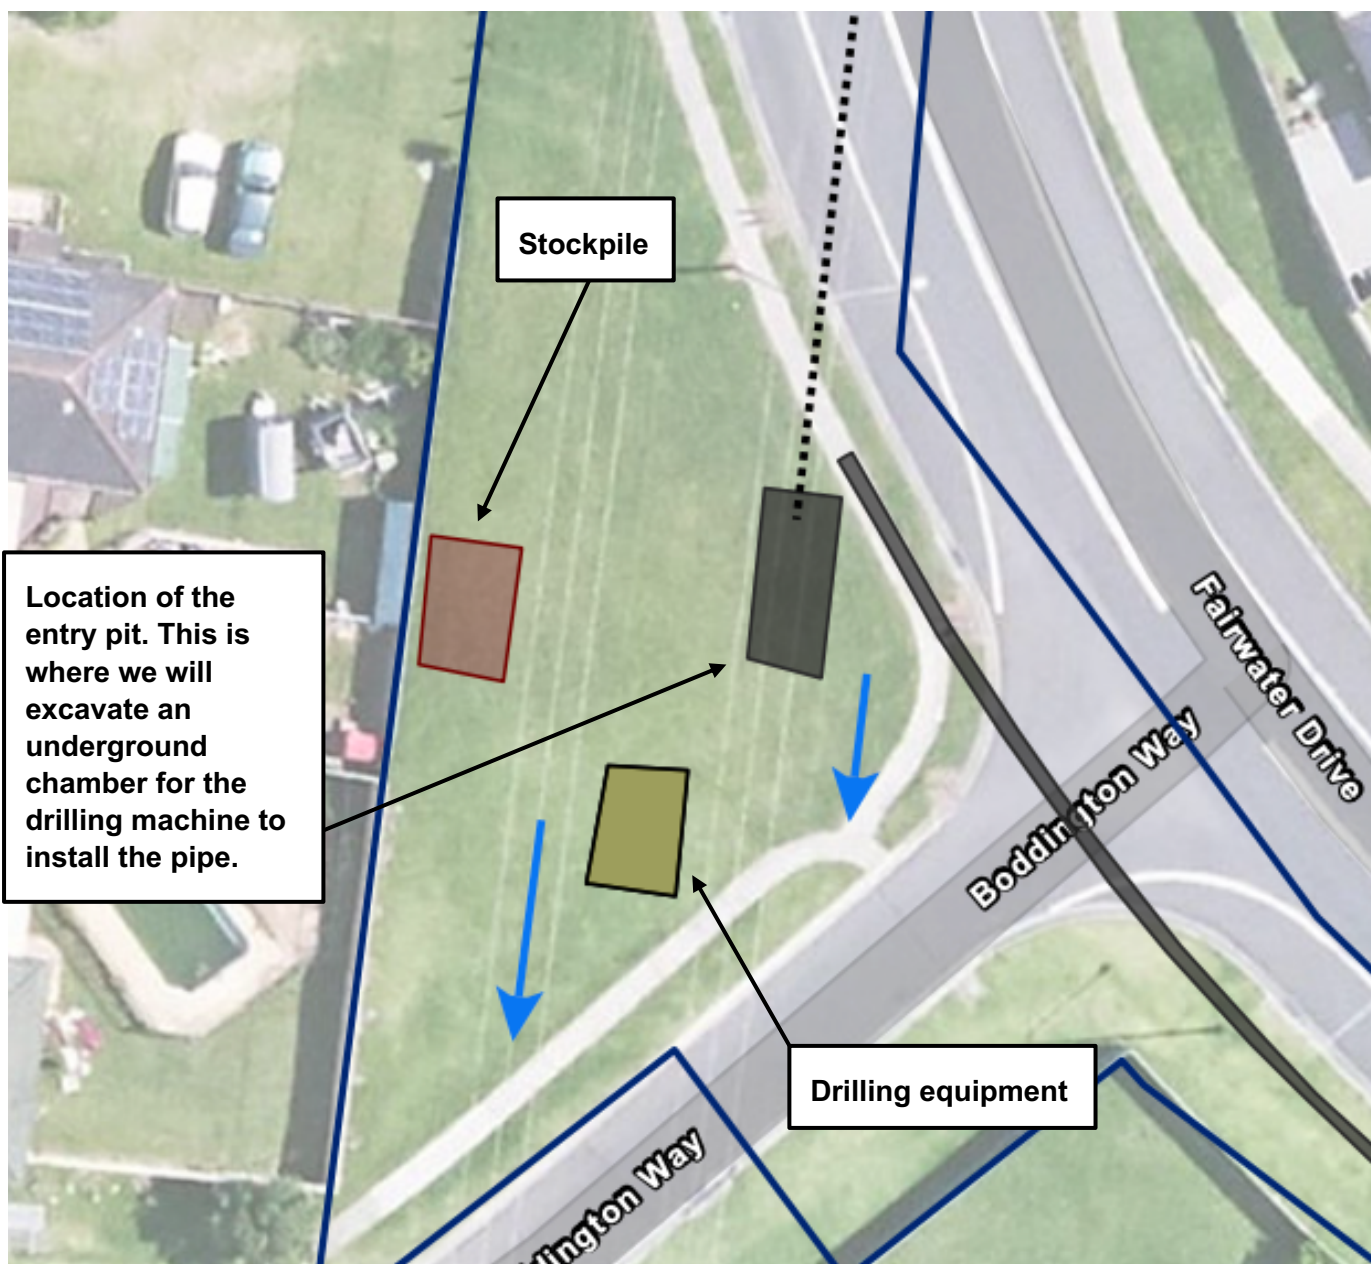 Stockpile
Location of the
entry pit. This is
where we will
excavate an
underground
chamber for the
drilling machine to
install the pipe.
Fairwater Drive
Boddington Way
Drilling equipment
dington Way